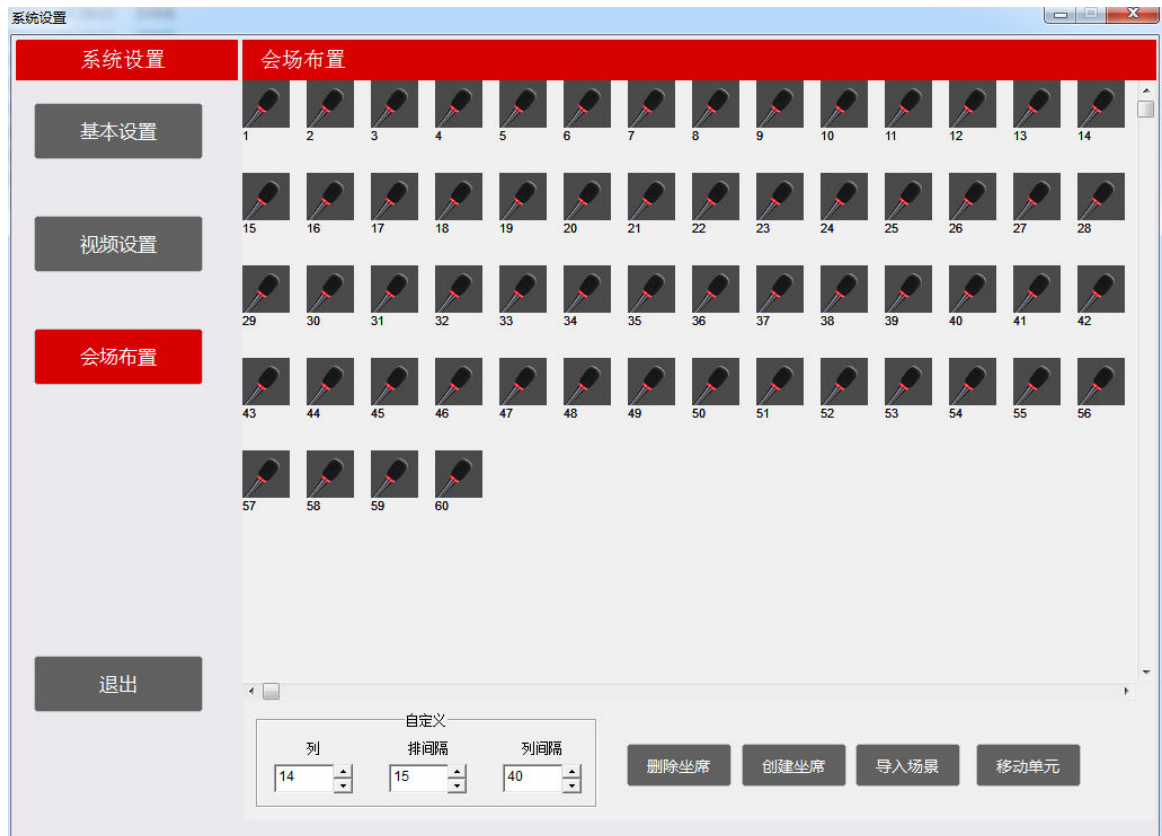 系统设置
系统设置
会场布置
基本设置
视频设置
会场布置
退出
1 2 3 4 5 6 7 8 9 10 11 12 13 14
15 16 17 18 19 20 21 22 23 24 25 26 27 28
29 30 31 32 33 34 35 36 37 38 39 40 41 42
43 44 45 46 47 48 49 50 51 52 53 54 55 56
57 58 59 60
自定义
列 排间隔 列间隔
14 15 40
删除坐席 创建坐席 导入场景 移动单元